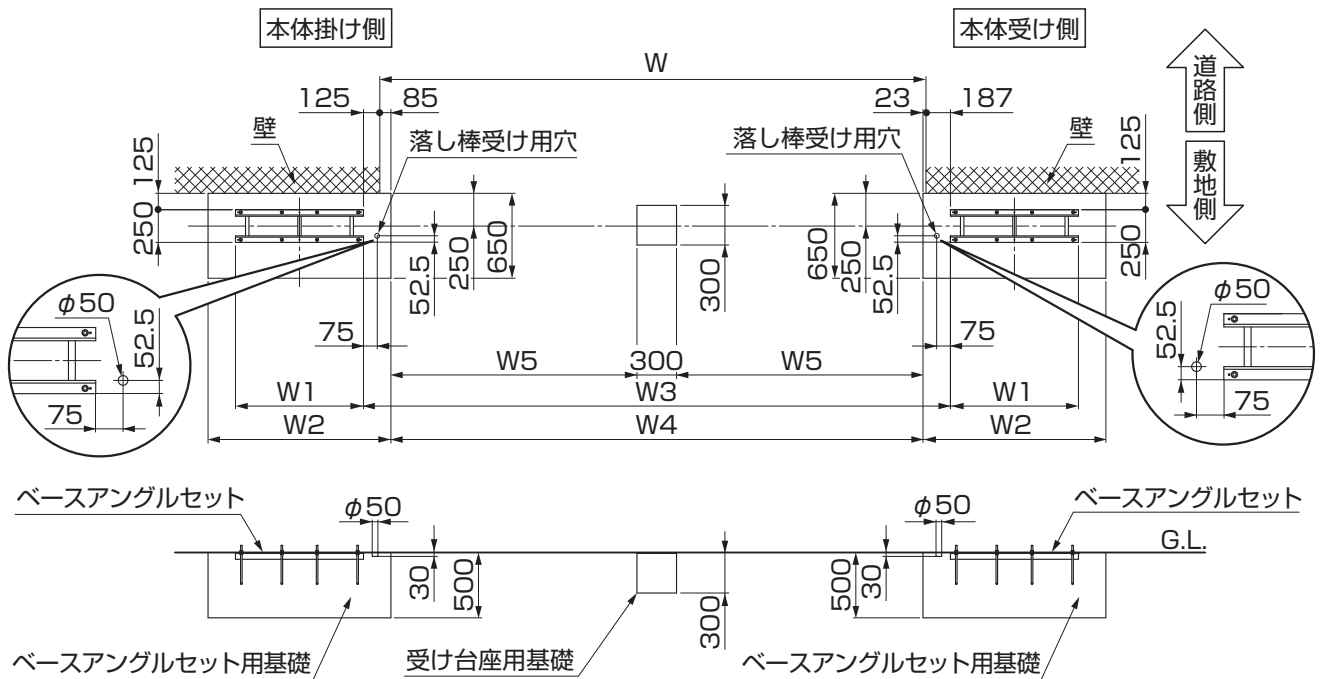 本体掛け側
本体受け側
W
125 85
23 187
道路側
敷地側
壁
落し棒受け用穴
落し棒受け用穴
壁
125
250
250
650
52.5
300
650
250
52.5
125
250
φ50
52.5
75
φ50
52.5
75
75
75
W5 300 W5
W1 W3 W1
W2 W4 W2
ベースアングルセット
φ50
φ50
ベースアングルセット
G.L.
30
500
300
500
30
ベースアングルセット用基礎
受け台座用基礎
ベースアングルセット用基礎